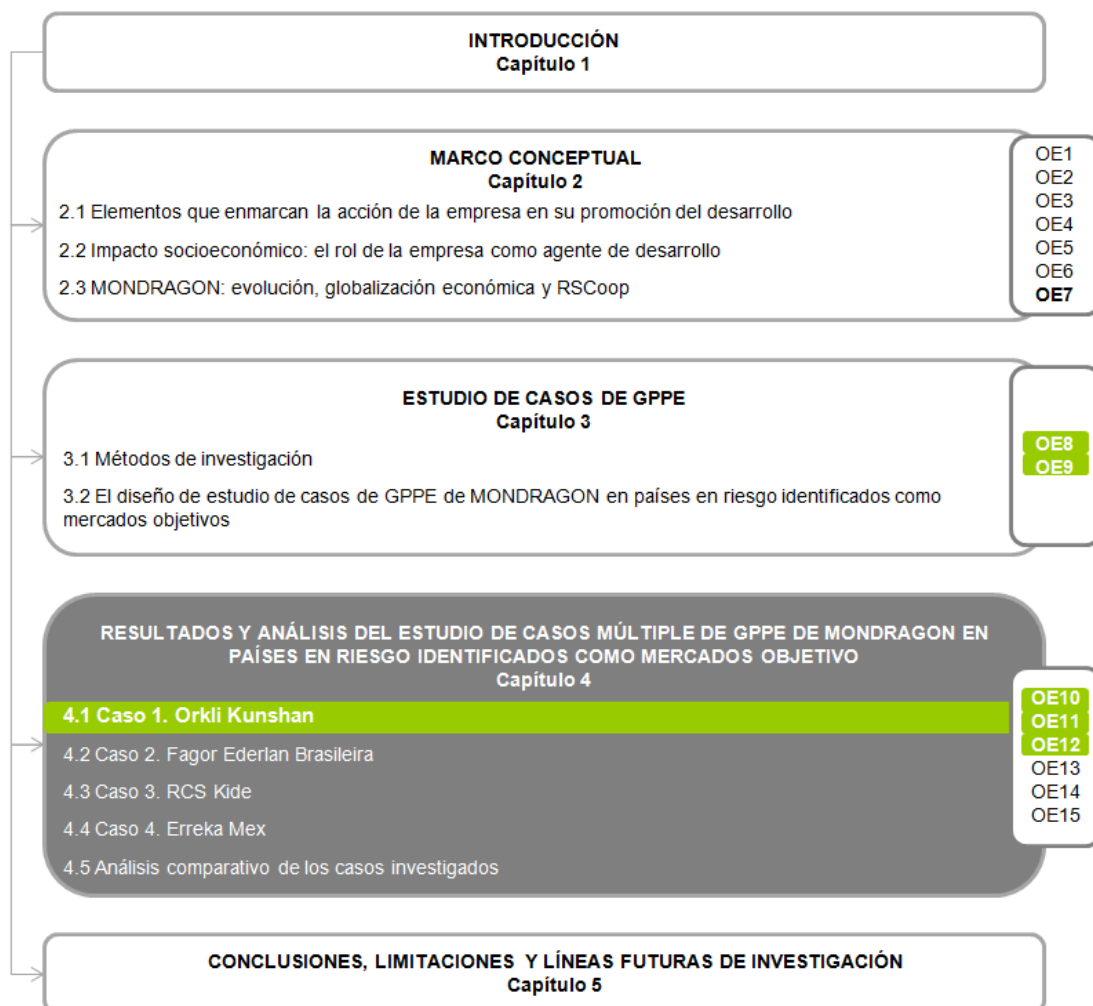 INTRODUCCIÓN
Capítulo 1
MARCO CONCEPTUAL
Capítulo 2
2.1 Elementos que enmarcan la acción de la empresa en su promoción del desarrollo
2.2 Impacto socioeconómico: el rol de la empresa como agente de desarrollo
2.3 MONDRAGON: evolución, globalización económica y RSCoop
OE1
OE2
OE3
OE4
OE5
OE6
OE7
ESTUDIO DE CASOS DE GPPE
Capítulo 3
3.1 Métodos de investigación
3.2 El diseño de estudio de casos de GPPE de MONDRAGON en países en riesgo identificados como
mercados objetivos
OE8
OE9
RESULTADOS Y ANÁLISIS DEL ESTUDIO DE CASOS MÚLTIPLE DE GPPE DE MONDRAGON EN
PAÍSES EN RIESGO IDENTIFICADOS COMO MERCADOS OBJETIVO
Capítulo 4
4.1 Caso 1. Orkli Kunshan
4.2 Caso 2. Fagor Ederlan Brasileira
4.3 Caso 3. RCS Kide
4.4 Caso 4. Erreka Mex
4.5 Análisis comparativo de los casos investigados
OE10
OE11
OE12
OE13
OE14
OE15
CONCLUSIONES, LIMITACIONES Y LÍNEAS FUTURAS DE INVESTIGACIÓN
Capítulo 5